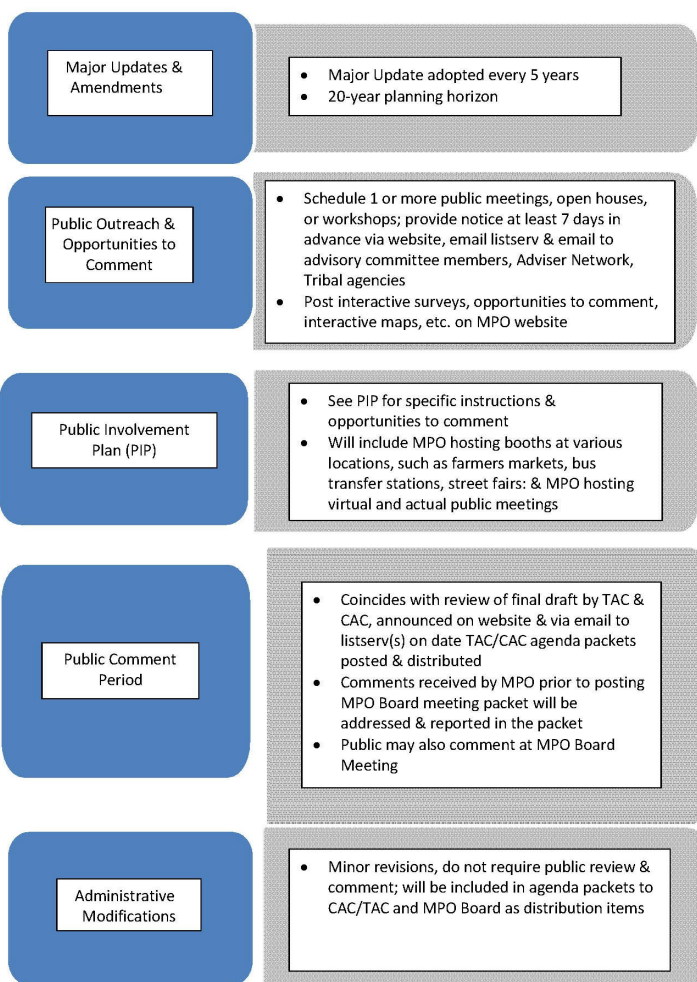 Major Updates &
Amendments
• Major Update adopted every 5 years
• 20-year planning horizon
Public Outreach &
Opportunities to
Comment
• Schedule 1 or more public meetings, open houses,
or workshops; provide notice at least 7 days in
advance via website, email listserv & email to
advisory committee members, Adviser Network,
Tribal agencies
• Post interactive surveys, opportunities to comment,
interactive maps, etc. on MPO website
Public Involvement
Plan (PIP)
• See PIP for specific instructions &
opportunities to comment
• Will include MPO hosting booths at various
locations, such as farmers markets, bus
transfer stations, street fairs: & MPO hosting
virtual and actual public meetings
Public Comment
Period
• Coincides with review of final draft by TAC &
CAC, announced on website & via email to
listserv(s) on date TAC/CAC agenda packets
posted & distributed
• Comments received by MPO prior to posting
MPO Board meeting packet will be
addressed & reported in the packet
• Public may also comment at MPO Board
Meeting
Administrative
Modifications
• Minor revisions, do not require public review &
comment; will be included in agenda packets to
CAC/TAC and MPO Board as distribution items